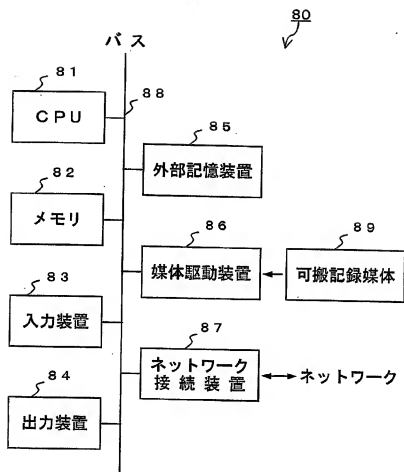 80
バス
81
88
CPU
85
外部記憶装置
82
メモリ
86
89
媒体駆動装置
可搬記録媒体
83
入力装置
87
ネットワーク
接続装置
ネットワーク
84
出力装置